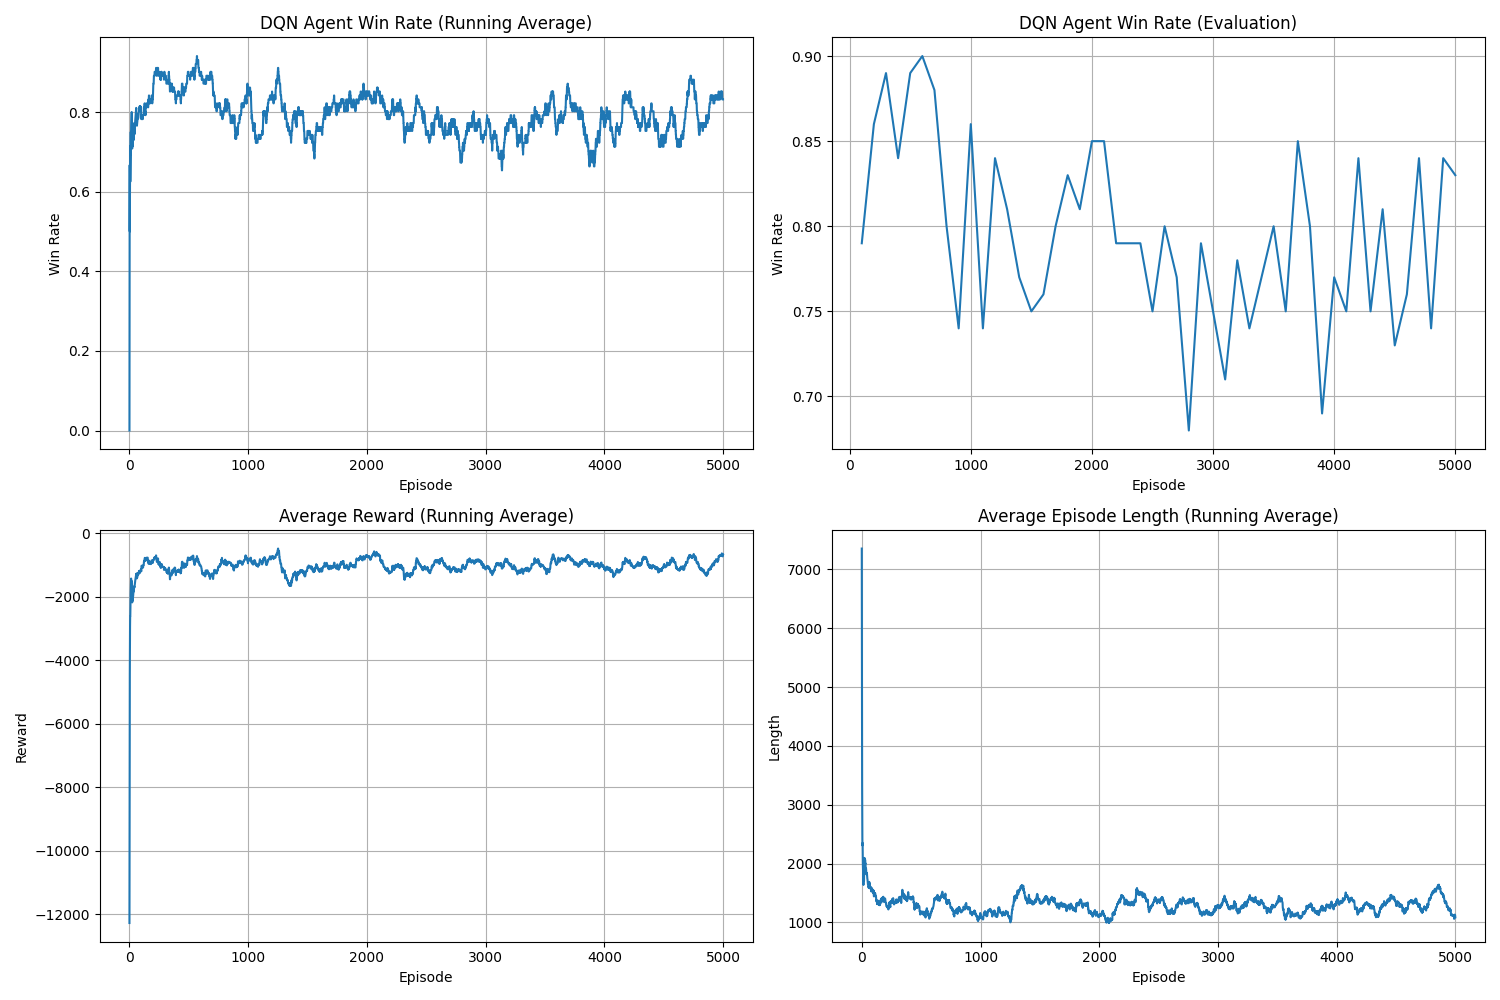 DQN Agent Win Rate (Running Average)
Win Rate
0.8
0.6
0.4
0.2
0.0
0 1000 2000 3000 4000 5000
Episode
DQN Agent Win Rate (Evaluation)
Win Rate
0.90
0.85
0.80
0.75
0.70
0 1000 2000 3000 4000 5000
Episode
Average Reward (Running Average)
Reward
0
−2000
−4000
−6000
−8000
−10000
−12000
0 1000 2000 3000 4000 5000
Episode
Average Episode Length (Running Average)
Length
7000
6000
5000
4000
3000
2000
1000
0 1000 2000 3000 4000 5000
Episode